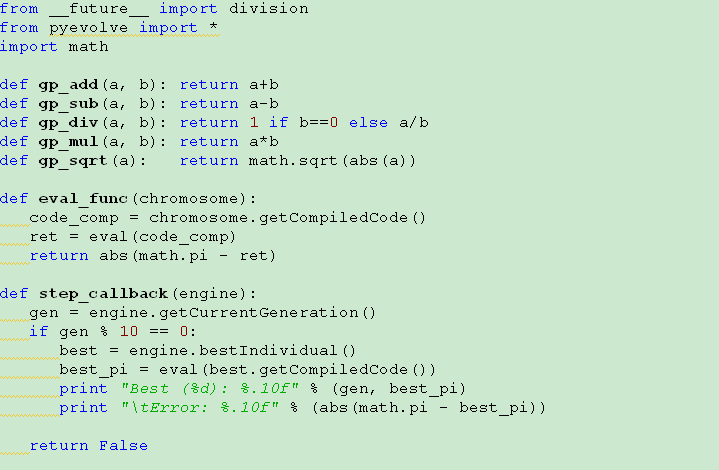 from __future__ import division
from pyevolve import *
import math

def gp_add(a, b): return a+b
def gp_sub(a, b): return a-b
def gp_div(a, b): return 1 if b==0 else a/b
def gp_mul(a, b): return a*b
def gp_sqrt(a):   return math.sqrt(abs(a))

def eval_func(chromosome):
   code_comp = chromosome.getCompiledCode()
   ret = eval(code_comp)
   return abs(math.pi - ret)

def step_callback(engine):
   gen = engine.getCurrentGeneration()
   if gen % 10 == 0:
      best = engine.bestIndividual()
      best_pi = eval(best.getCompiledCode())
      print "Best (%d): %.10f" % (gen, best_pi)
      print "\tError: %.10f" % (abs(math.pi - best_pi))

   return False